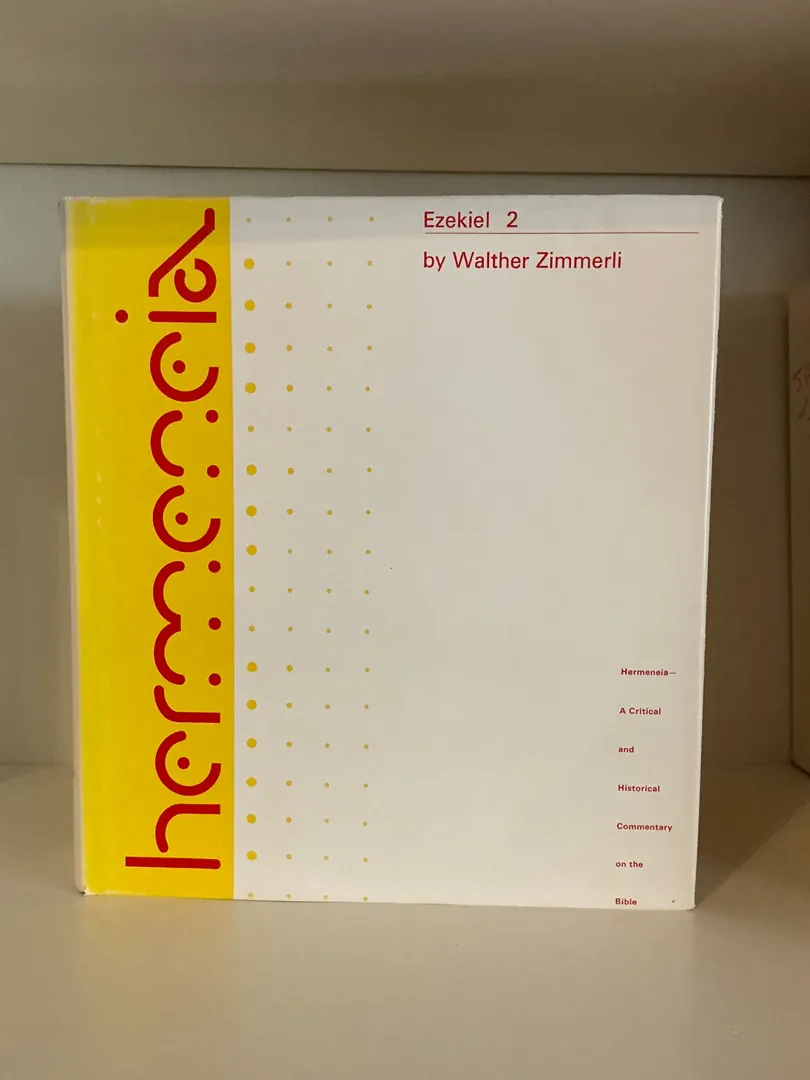 hermeneia
Ezekiel 2
by Walther Zimmerli
Hermeneia—
A Critical
and
Historical
Commentary
on the
Bible